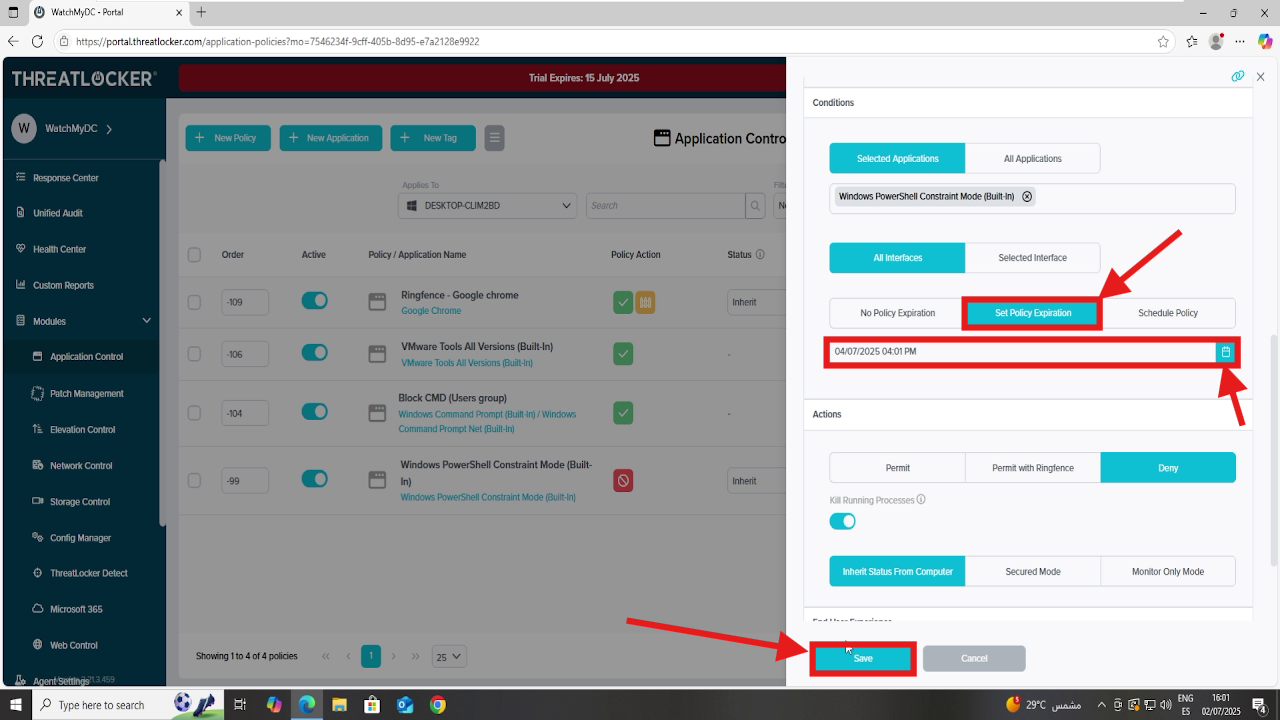 WatchMyDC - Portal
https://portal.threatlocker.com/application-policies?mo=7546234f-9cff-405b-8d95-e7a2128e9922
THREATLOCKER
Trial Expires: 15 July 2025
W WatchMyDC
Response Center
Unified Audit
Health Center
Custom Reports
Modules
Application Control
Patch Management
Elevation Control
Network Control
Storage Control
Config Manager
ThreatLocker Detect
Microsoft 365
Web Control
Agent Settings
New Policy
New Application
New Tag
Application Contro
Applies To
DESKTOP-CLIM2BD
Search
Order
Active
Policy / Application Name
Policy Action
Status
-109
Ringfence - Google chrome
Google Chrome
Inherit
-106
VMware Tools All Versions (Built-In)
VMware Tools All Versions (Built-In)
-
-104
Block CMD (Users group)
Windows Command Prompt (Built-In) / Windows
Command Prompt Net (Built-In)
-
-99
Windows PowerShell Constraint Mode (Built-
In)
Windows PowerShell Constraint Mode (Built-In)
Inherit
Showing 1 to 4 of 4 policies
1
25
Conditions
Selected Applications
All Applications
Windows PowerShell Constraint Mode (Built-In)
All Interfaces
Selected Interface
No Policy Expiration
Set Policy Expiration
Schedule Policy
04/07/2025 04:01 PM
Actions
Permit
Permit with Ringfence
Deny
Kill Running Processes
Inherit Status From Computer
Secured Mode
Monitor Only Mode
End User Experience
Save
Cancel
Type here to search
29°C مشمس
ENG
ES
16:01
02/07/2025